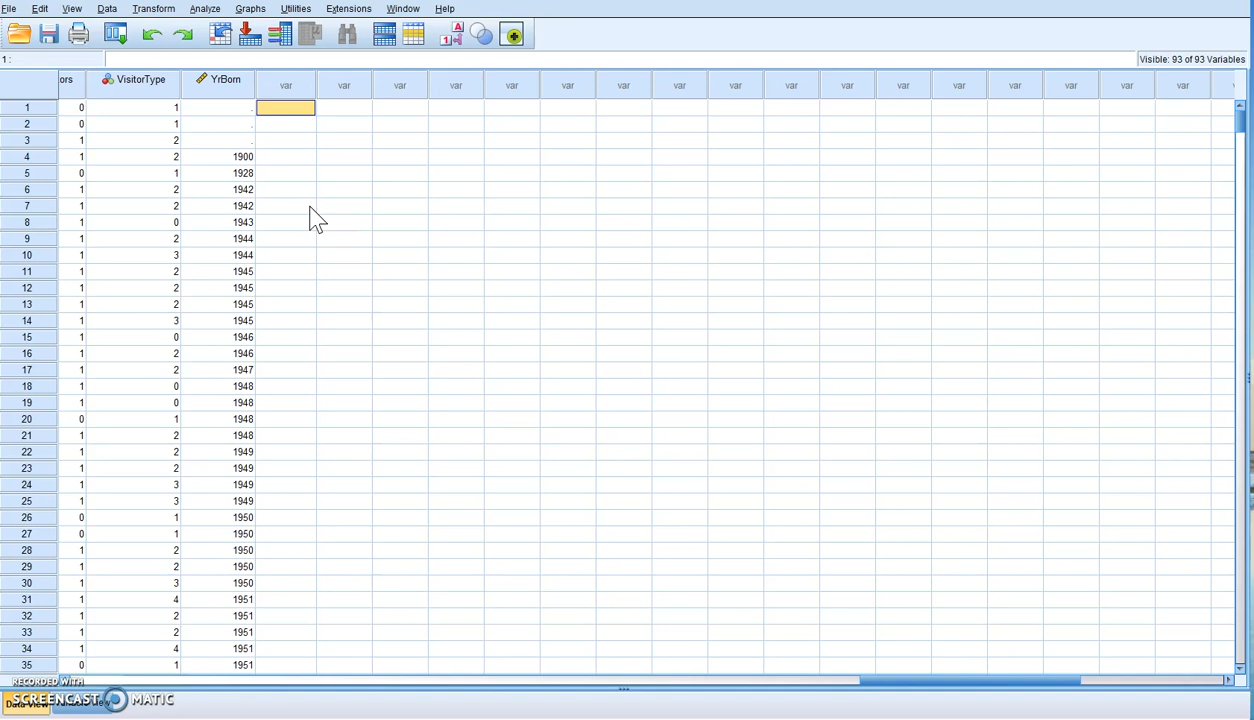 File Edit View Data Transform Analyze Graphs Utilities Extensions Window Help
1 :
Visible: 93 of 93 Variables
ors VisitorType YrBorn var var var var var var var var var var var var var var var var
1 0 1 .
2 0 1 .
3 1 2 .
4 1 2 1900
5 0 1 1928
6 1 2 1942
7 1 2 1942
8 1 0 1943
9 1 2 1944
10 1 3 1944
11 1 2 1945
12 1 2 1945
13 1 2 1945
14 1 3 1945
15 1 0 1946
16 1 2 1946
17 1 2 1947
18 1 0 1948
19 1 0 1948
20 0 1 1948
21 1 2 1948
22 1 2 1949
23 1 2 1949
24 1 3 1949
25 1 3 1949
26 0 1 1950
27 0 1 1950
28 1 2 1950
29 1 2 1950
30 1 3 1950
31 1 4 1951
32 1 2 1951
33 1 2 1951
34 1 4 1951
35 0 1 1951
RECORDED WITH
SCREENCAST MATIC
Data View